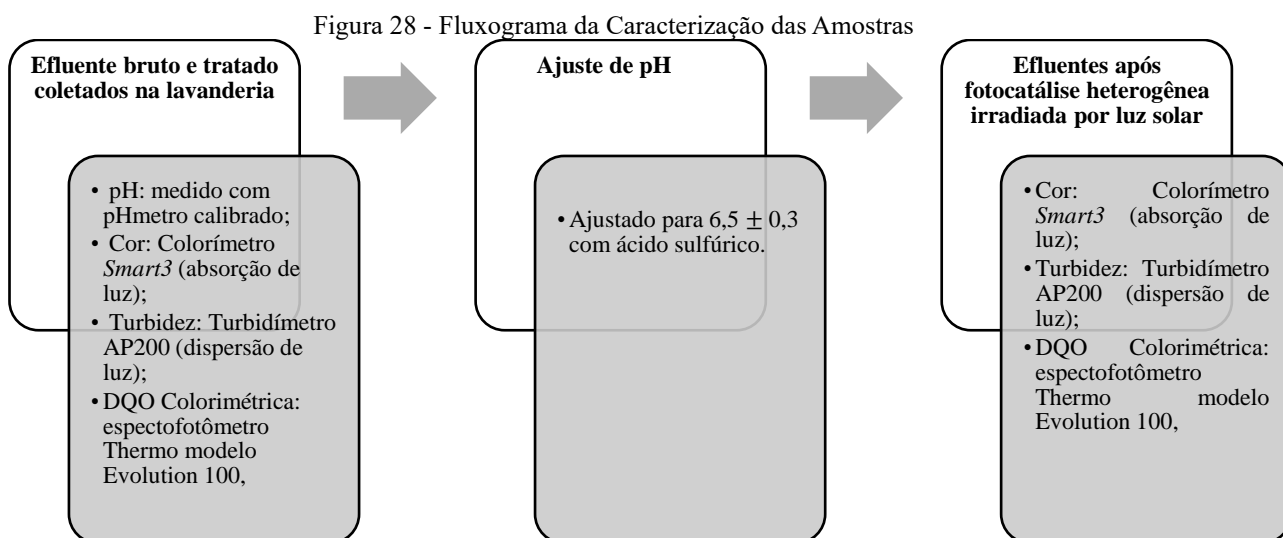 Figura 28 - Fluxograma da Caracterização das Amostras
Efluente bruto e tratado
coletados na lavanderia
• pH: medido com
pHmetro calibrado;
• Cor: Colorímetro
Smart3 (absorção de
luz);
• Turbidez: Turbidímetro
AP200 (dispersão de
luz);
• DQO Colorimétrica:
espectofotômetro
Thermo modelo
Evolution 100,
Ajuste de pH
• Ajustado para 6,5 ± 0,3
com ácido sulfúrico.
Efluentes após
fotocatálise heterogênea
irradiada por luz solar
• Cor: Colorímetro
Smart3 (absorção de
luz);
• Turbidez: Turbidímetro
AP200 (dispersão de
luz);
• DQO Colorimétrica:
espectofotômetro
Thermo modelo
Evolution 100,